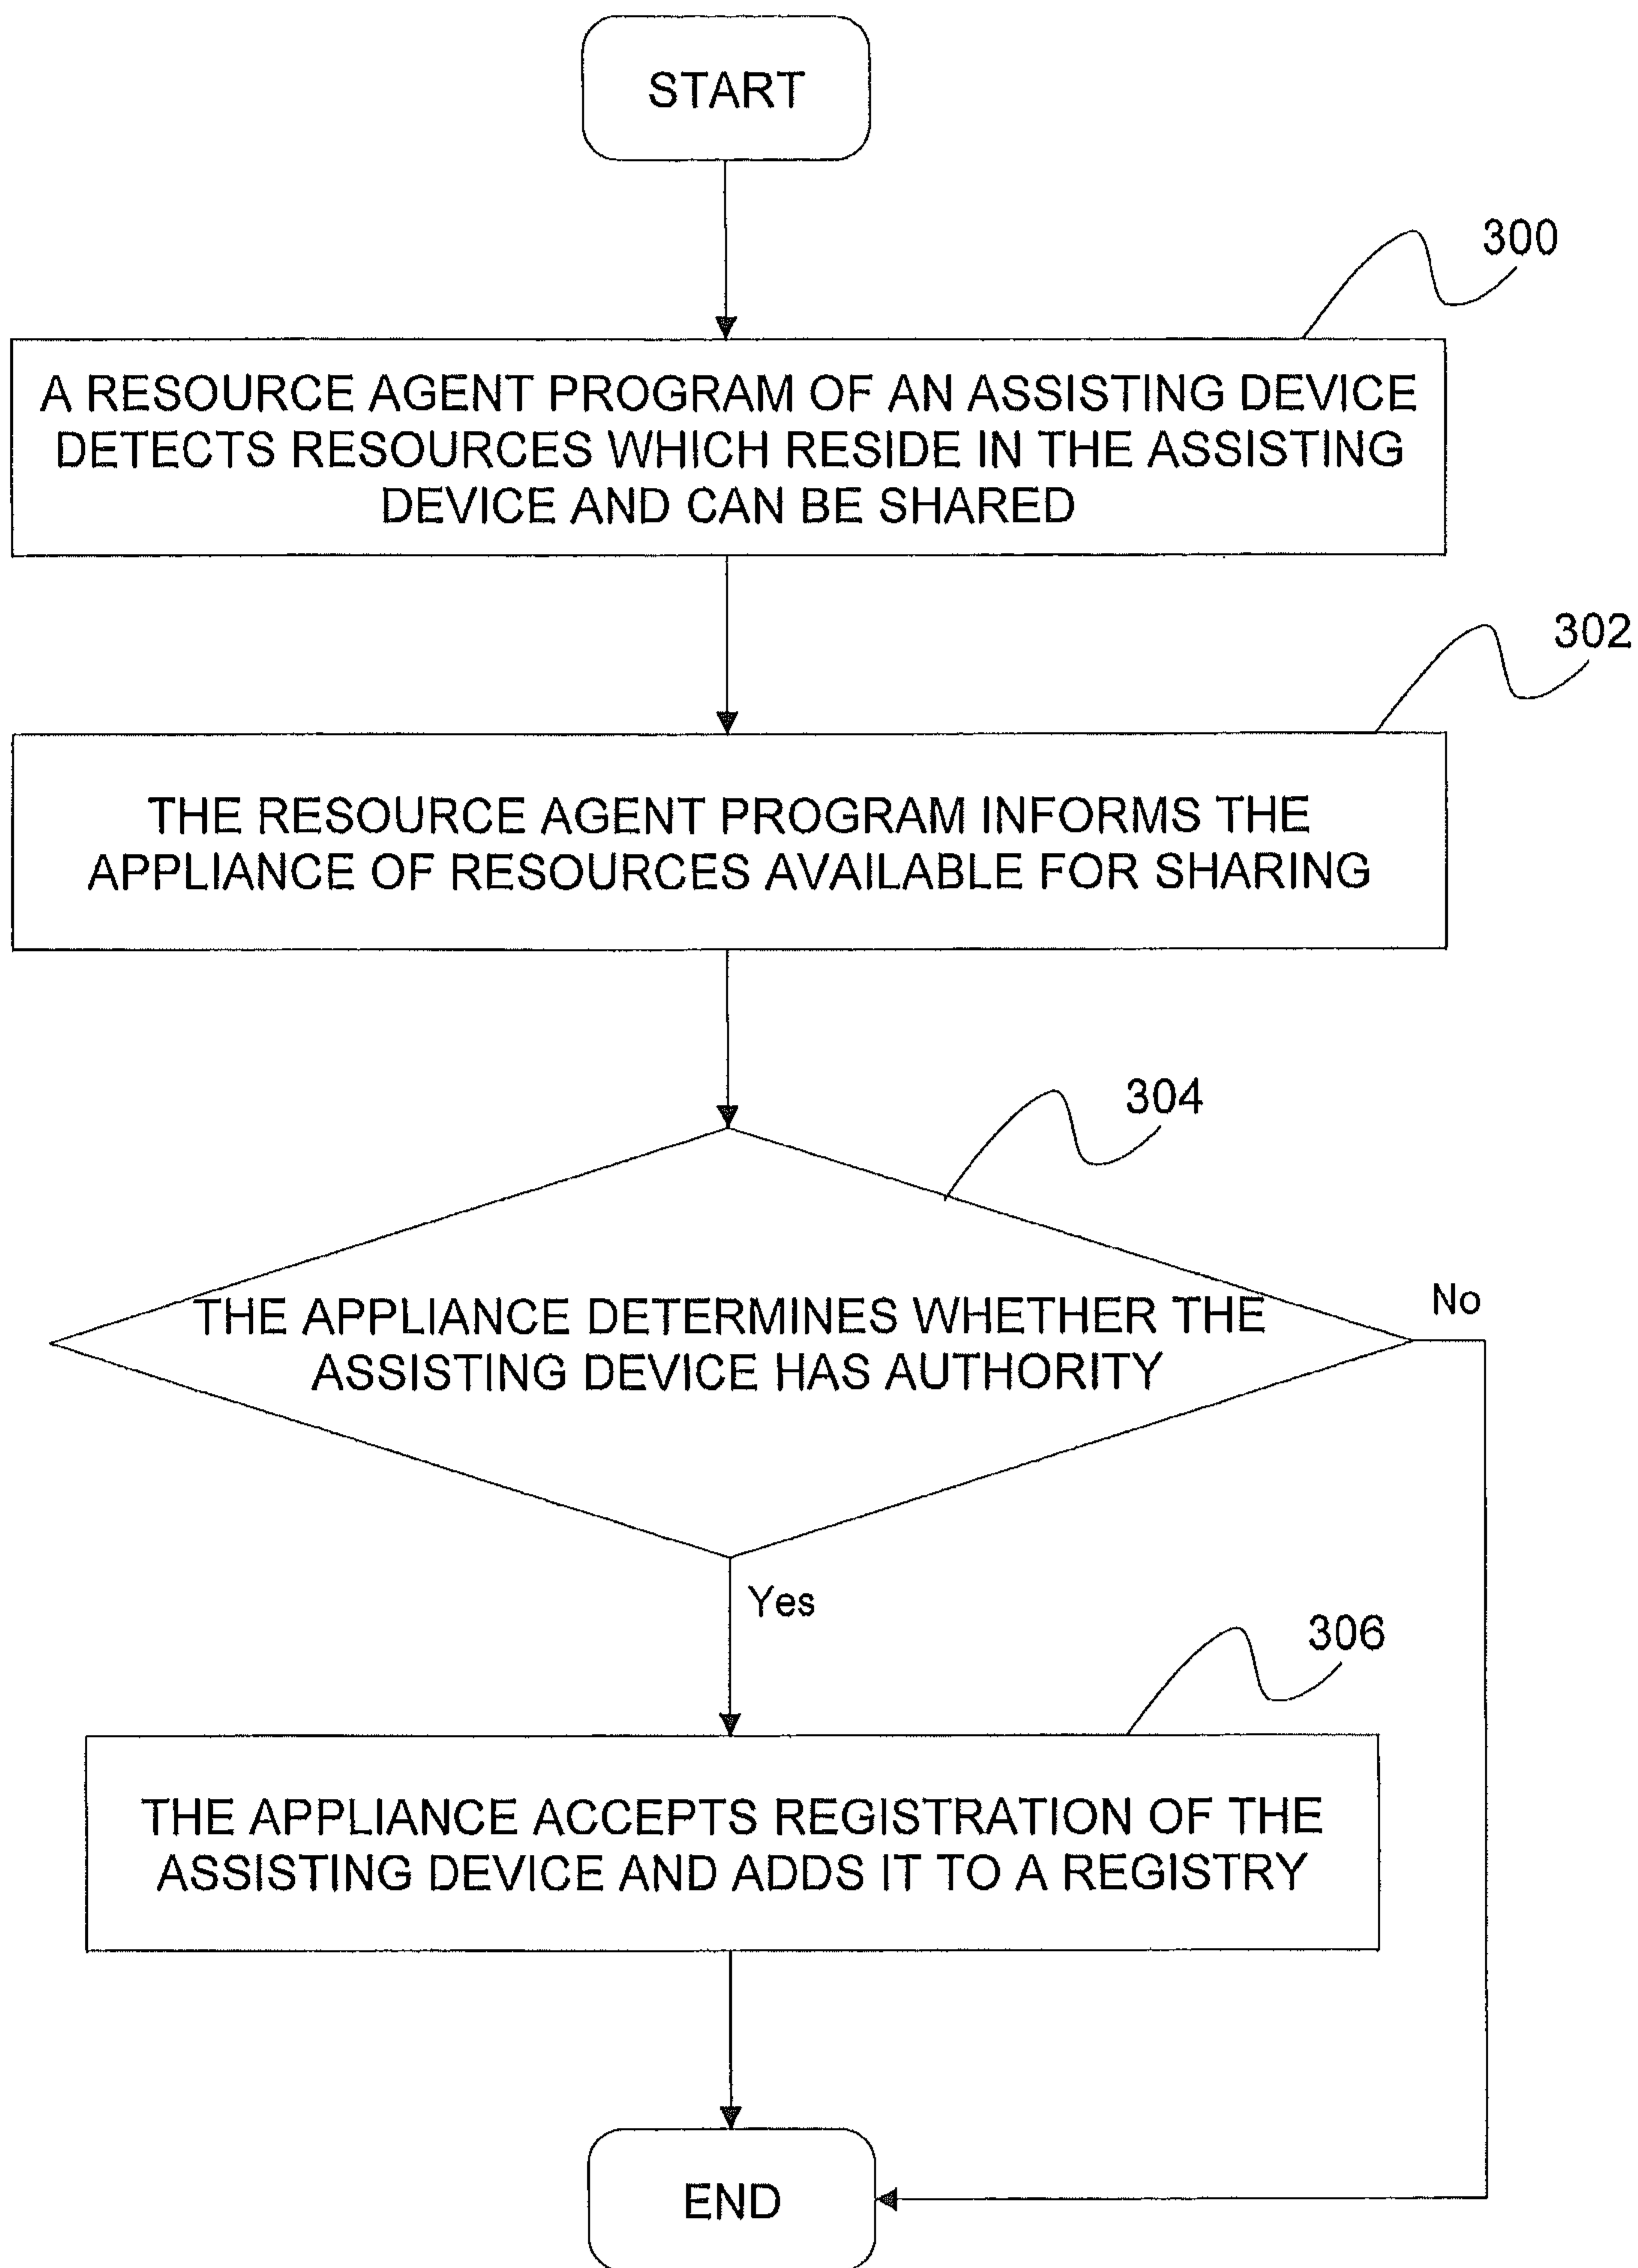 START
300
A RESOURCE AGENT PROGRAM OF AN ASSISTING DEVICE
DETECTS RESOURCES WHICH RESIDE IN THE ASSISTING
DEVICE AND CAN BE SHARED
302
THE RESOURCE AGENT PROGRAM INFORMS THE
APPLIANCE OF RESOURCES AVAILABLE FOR SHARING
304
THE APPLIANCE DETERMINES WHETHER THE
ASSISTING DEVICE HAS AUTHORITY
No
Yes
306
THE APPLIANCE ACCEPTS REGISTRATION OF THE
ASSISTING DEVICE AND ADDS IT TO A REGISTRY
END